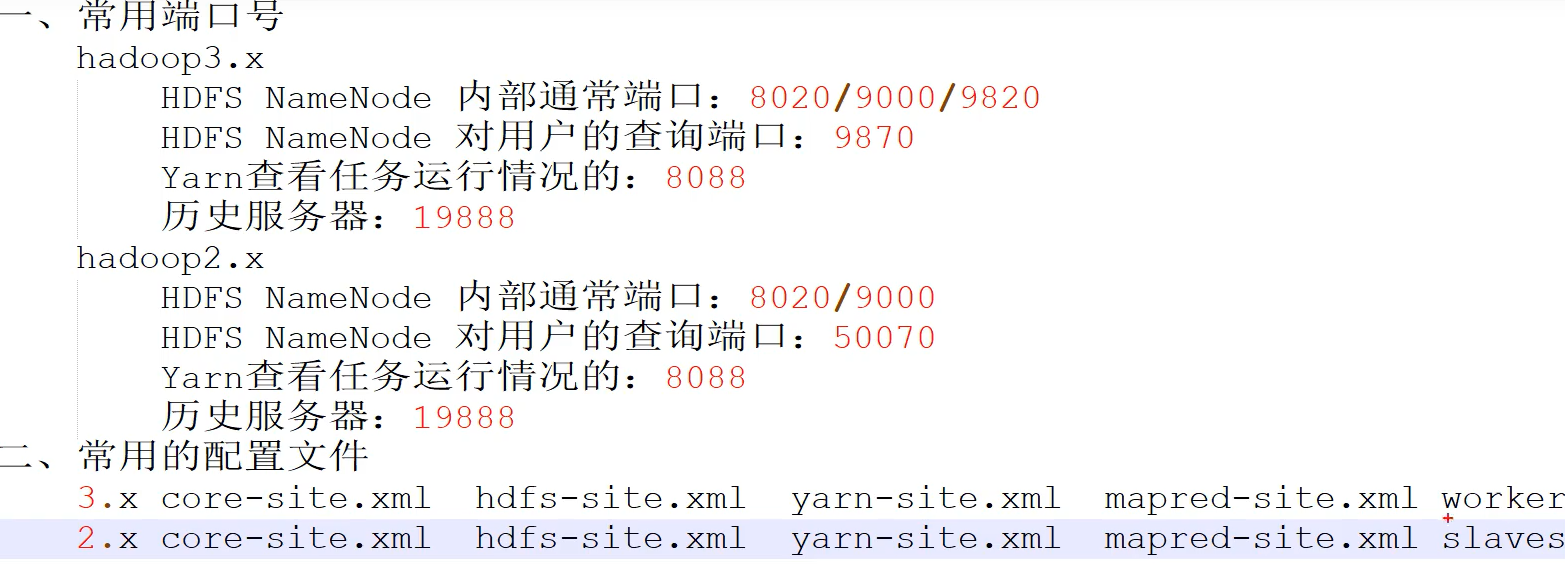 一、常用端口号
hadoop3.x
HDFS NameNode 内部通常端口：8020/9000/9820
HDFS NameNode 对用户的查询端口：9870
Yarn查看任务运行情况的：8088
历史服务器：19888
hadoop2.x
HDFS NameNode 内部通常端口：8020/9000
HDFS NameNode 对用户的查询端口：50070
Yarn查看任务运行情况的：8088
历史服务器：19888
二、常用的配置文件
3.x core-site.xml hdfs-site.xml yarn-site.xml mapred-site.xml worker
2.x core-site.xml hdfs-site.xml yarn-site.xml mapred-site.xml slaves